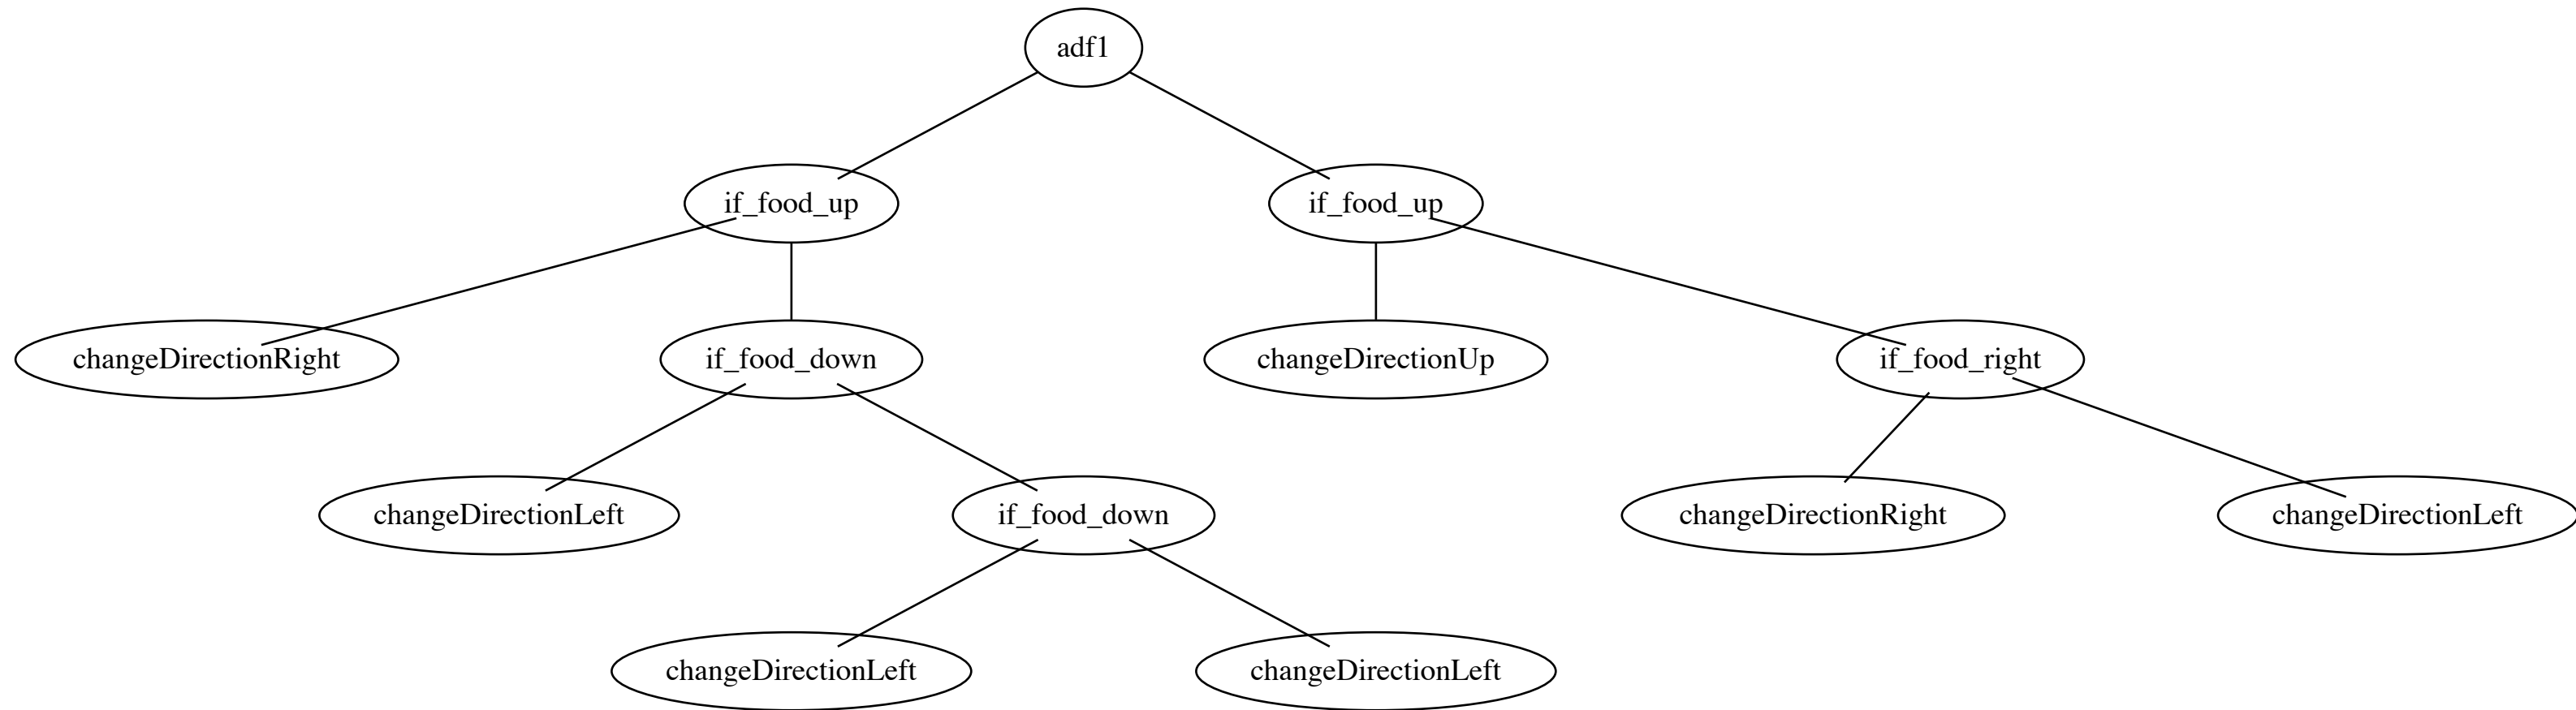 adf1
if_food_up
if_food_up
changeDirectionRight
if_food_down
changeDirectionUp
if_food_right
changeDirectionLeft
if_food_down
changeDirectionRight
changeDirectionLeft
changeDirectionLeft
changeDirectionLeft